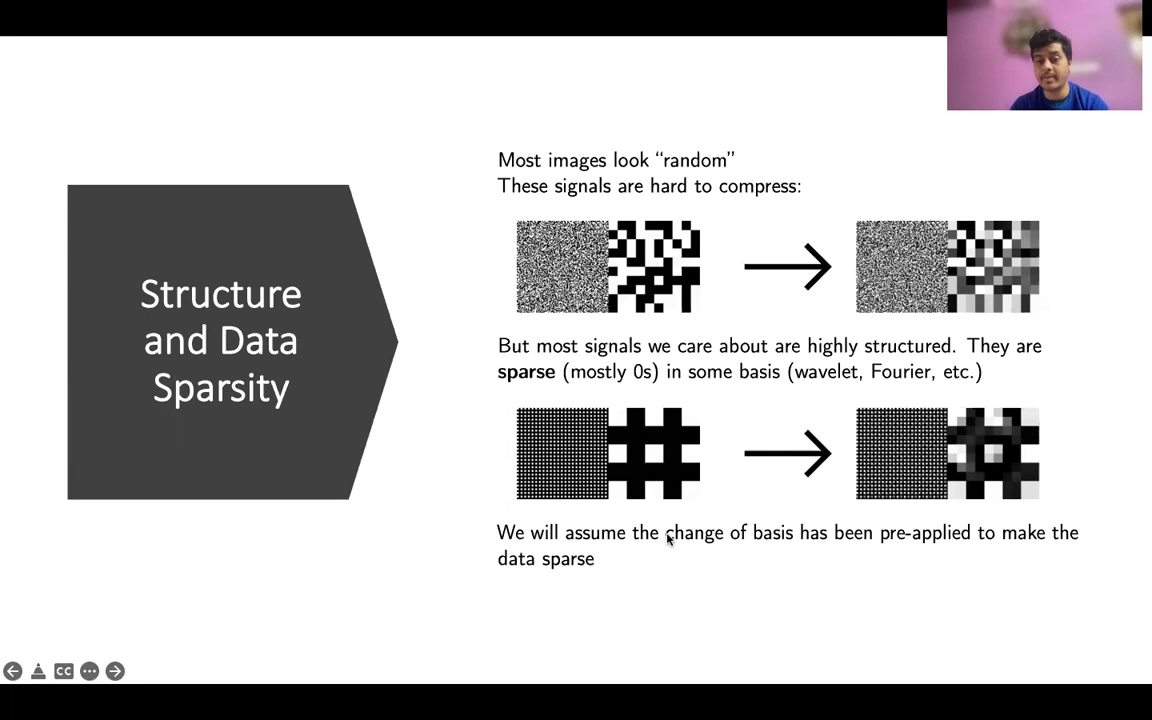 Structure
and Data
Sparsity
Most images look “random”
These signals are hard to compress:
But most signals we care about are highly structured. They are
sparse (mostly 0s) in some basis (wavelet, Fourier, etc.)
We will assume the change of basis has been pre-applied to make the
data sparse
CC